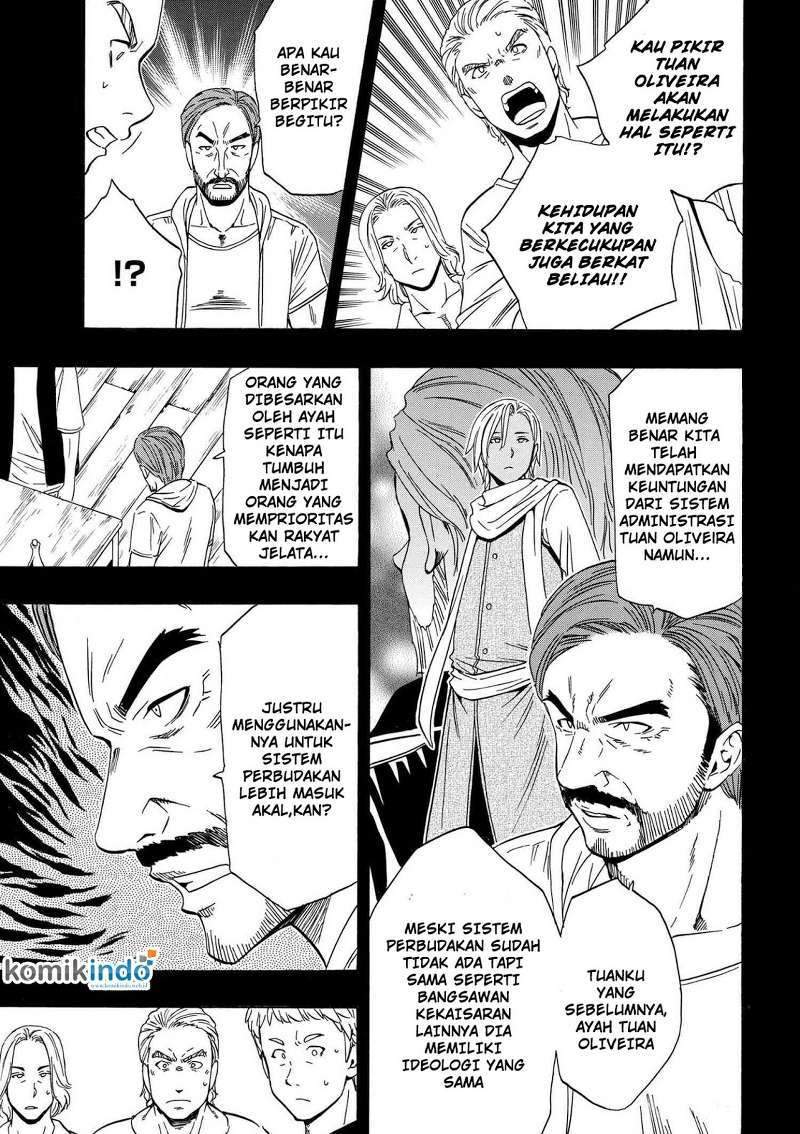 KAU PIKIR
TUAN
OLIVEIRA
AKAN
MELAKUKAN
HAL SEPERTI
ITU!?
KEHIDUPAN
KITA YANG
BERKECUKUPAN
JUGA BERKAT
BELIAU!!
APA KAU
BENAR-
BENAR
BERPIKIR
BEGITU?
!?
MEMANG
BENAR KITA
TELAH
MENDAPATKAN
KEUNTUNGAN
DARI SISTEM
ADMINISTRASI
TUAN OLIVEIRA
NAMUN...
TUANKU
YANG
SEBELUMNYA,
AYAH TUAN
OLIVEIRA
MESKI SISTEM
PERBUDAKAN SUDAH
TIDAK ADA TAPI
SAMA SEPERTI
BANGSAWAN
KEKAISARAN
LAINNYA DIA
MEMILIKI
IDEOLOGI YANG
SAMA
ORANG YANG
DIBESARKAN
OLEH AYAH
SEPERTI ITU
KENAPA
TUMBUH
MENJADI
ORANG YANG
MEMPRIORITAS
KAN RAKYAT
JELATA...
JUSTRU
MENGGUNAKAN-
NYA UNTUK
SISTEM
PERBUDAKAN
LEBIH MASUK
AKAL,KAN?
komikindo